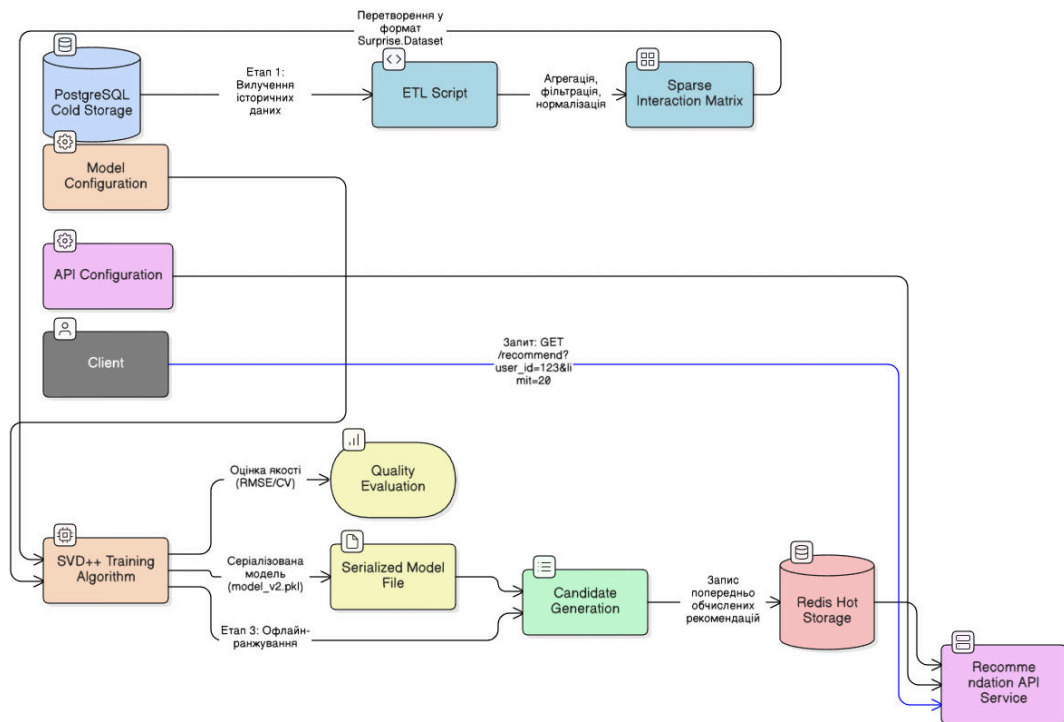 Перетворення у
формат
Surprise.Dataset
PostgreSQL
Cold Storage
Етап 1:
Вилучення
історичних
даних
ETL Script
Агрегація,
фільтрація,
нормалізація
Sparse
Interaction Matrix
Model
Configuration
API Configuration
Client
Запит: GET
/recommend?
user_id=123&li
mit=20
Оцінка якості
(RMSE/CV)
Quality
Evaluation
SVD++ Training
Algorithm
Серіалізована
модель
(model_v2.pkl)
Serialized Model
File
Етап 3: Офлайн-
ранжування
Candidate
Generation
Запис
попередньо
обчислених
рекомендацій
Redis Hot
Storage
Recomme
ndation API
Service